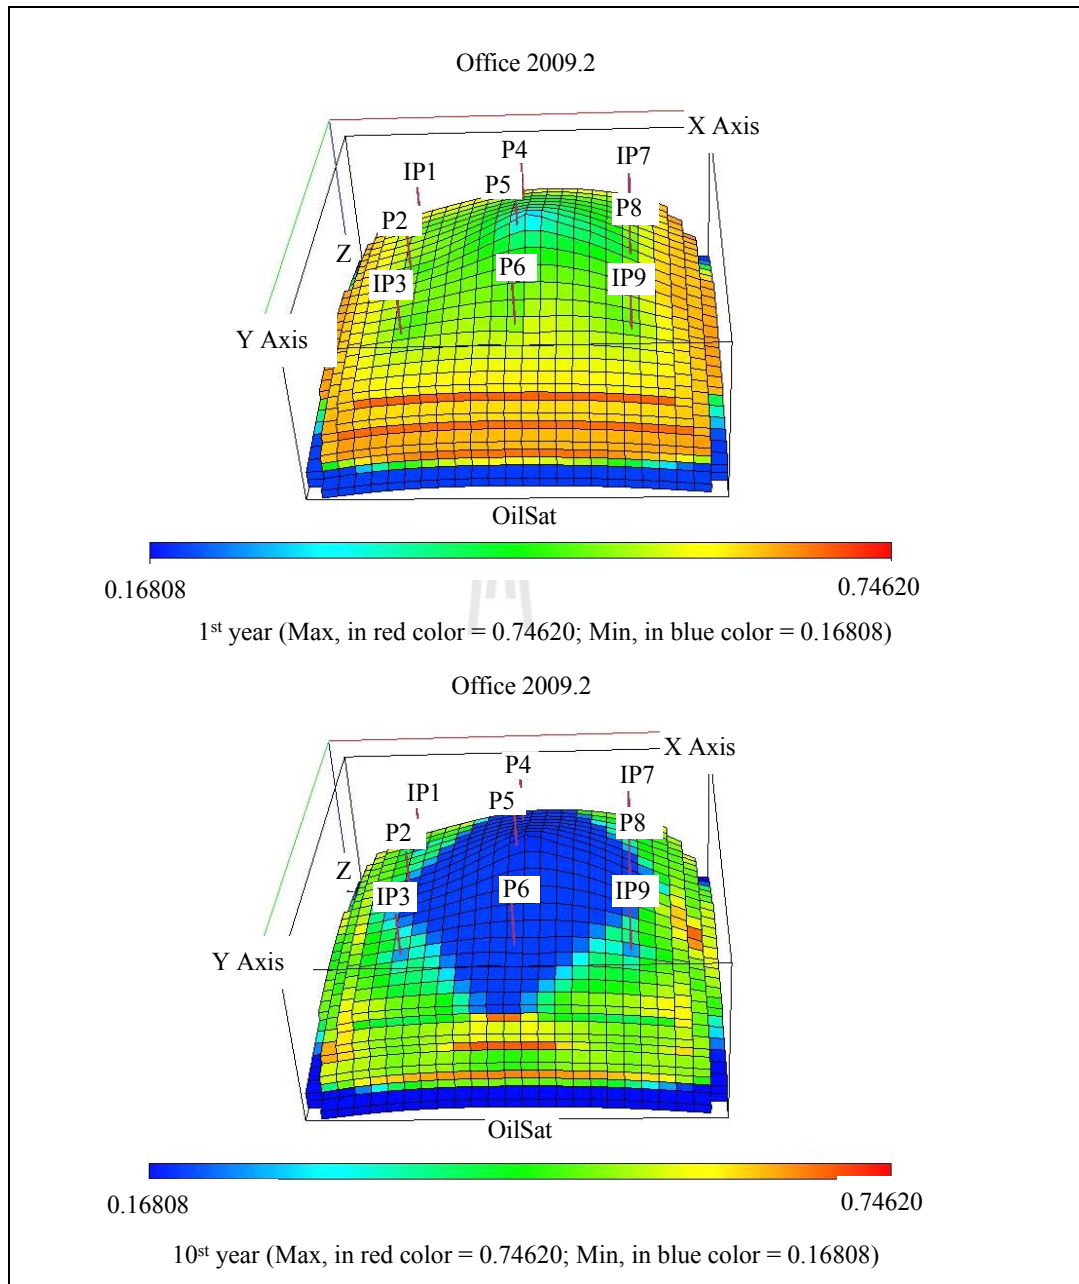 Office 2009.2
X Axis
P4
IP7
IP1
P5
P8
P2
Z
P6
IP3
IP9
Y Axis
OilSat
0.16808
0.74620
1st year (Max, in red color = 0.74620; Min, in blue color = 0.16808)
Office 2009.2
X Axis
P4
IP7
IP1
P5
P8
P2
Z
P6
IP3
IP9
Y Axis
OilSat
0.16808
0.74620
10st year (Max, in red color = 0.74620; Min, in blue color = 0.16808)